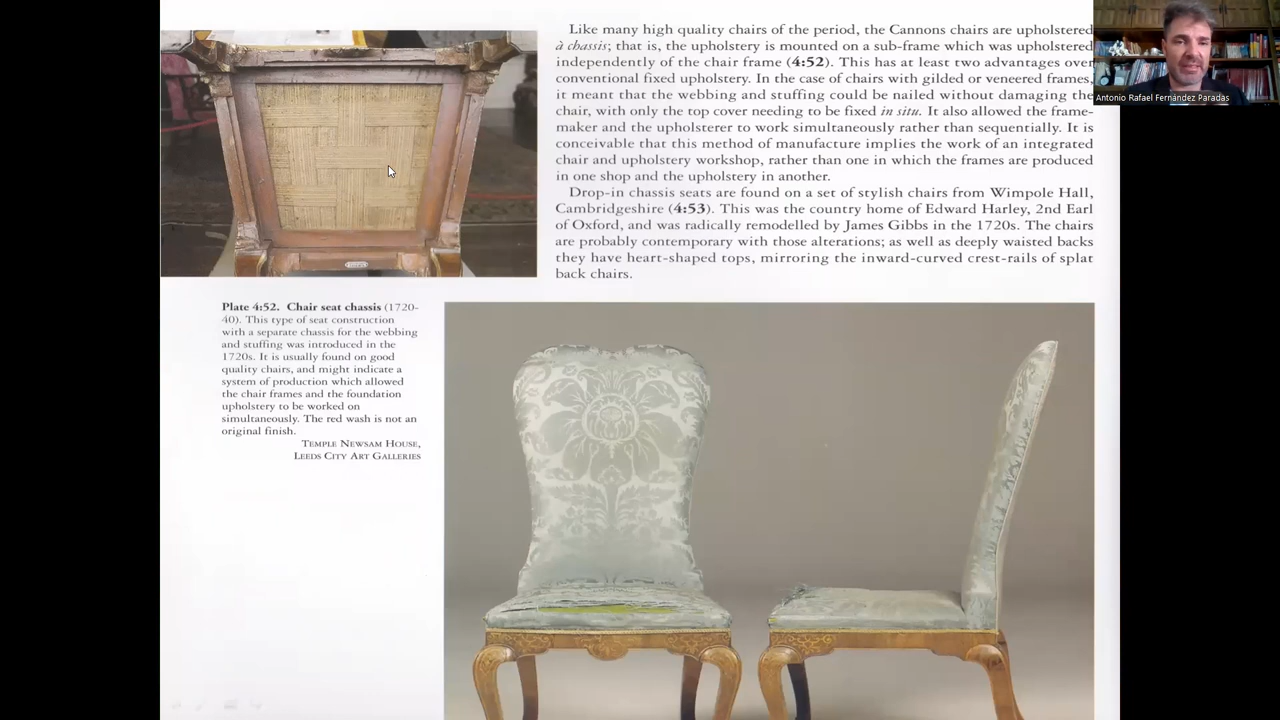 Like many high quality chairs of the period, the Cannons chairs are upholstered
à chassis; that is, the upholstery is mounted on a sub-frame which was upholstered
independently of the chair frame (4:52). This has at least two advantages over
conventional fixed upholstery. In the case of chairs with gilded or veneered frames,
it meant that the webbing and stuffing could be nailed without damaging the
chair, with only the top cover needing to be fixed in situ. It also allowed the frame-
maker and the upholsterer to work simultaneously rather than sequentially. It is
conceivable that this method of manufacture implies the work of an integrated
chair and upholstery workshop, rather than one in which the frames are produced
in one shop and the upholstery in another.
Drop-in chassis seats are found on a set of stylish chairs from Wimpole Hall,
Cambridgeshire (4:53). This was the country home of Edward Harley, 2nd Earl
of Oxford, and was radically remodelled by James Gibbs in the 1720s. The chairs
are probably contemporary with those alterations; as well as deeply waisted backs
they have heart-shaped tops, mirroring the inward-curved crest-rails of splat
back chairs.
Antonio Rafael Fernández Paradas
Plate 4:52. Chair seat chassis (1720-
40). This type of seat construction
with a separate chassis for the webbing
and stuffing was introduced in the
1720s. It is usually found on good
quality chairs, and might indicate a
system of production which allowed
the chair frames and the foundation
upholstery to be worked on
simultaneously. The red wash is not an
original finish.
TEMPLE NEWSAM HOUSE,
LEEDS CITY ART GALLERIES